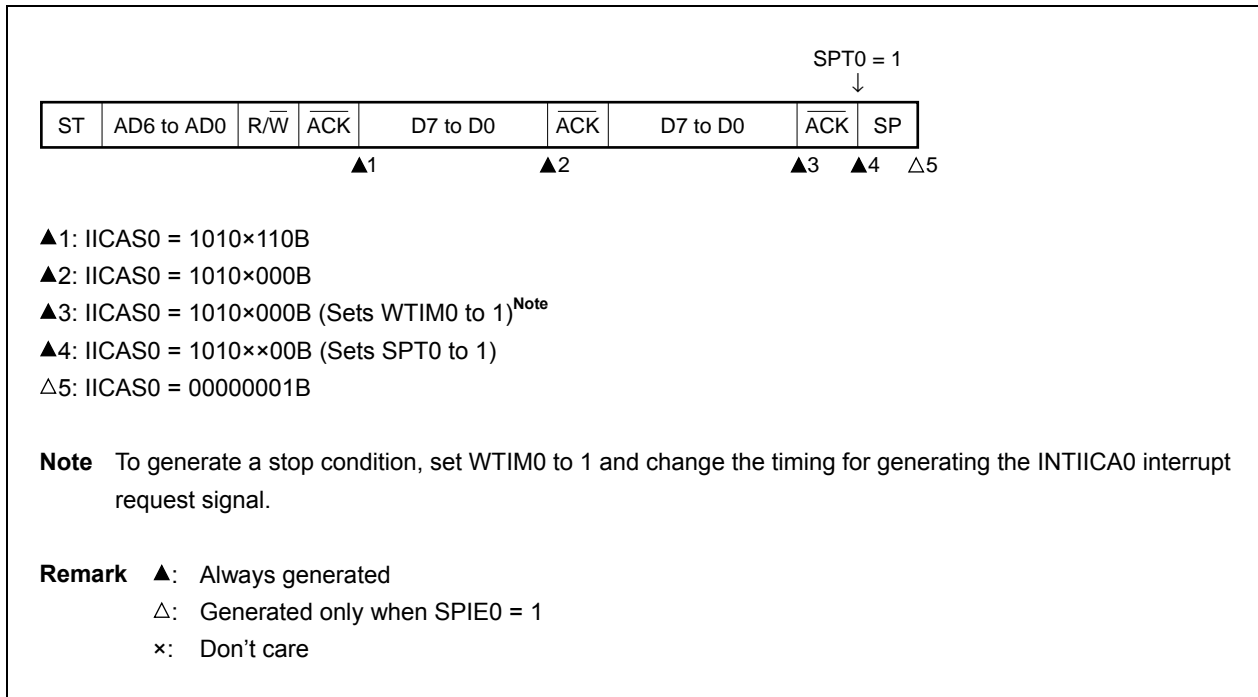 SPT0 = 1
↓
ST AD6 to AD0 R/W̅ A̅C̅K̅ D7 to D0 A̅C̅K̅ D7 to D0 A̅C̅K̅ SP
▲1 ▲2 ▲3 ▲4 △5
▲1: IICAS0 = 1010×110B
▲2: IICAS0 = 1010×000B
▲3: IICAS0 = 1010×000B (Sets WTIM0 to 1)Note
▲4: IICAS0 = 1010××00B (Sets SPT0 to 1)
△5: IICAS0 = 00000001B
Note To generate a stop condition, set WTIM0 to 1 and change the timing for generating the INTIICA0 interrupt
request signal.
Remark ▲: Always generated
△: Generated only when SPIE0 = 1
×: Don't care